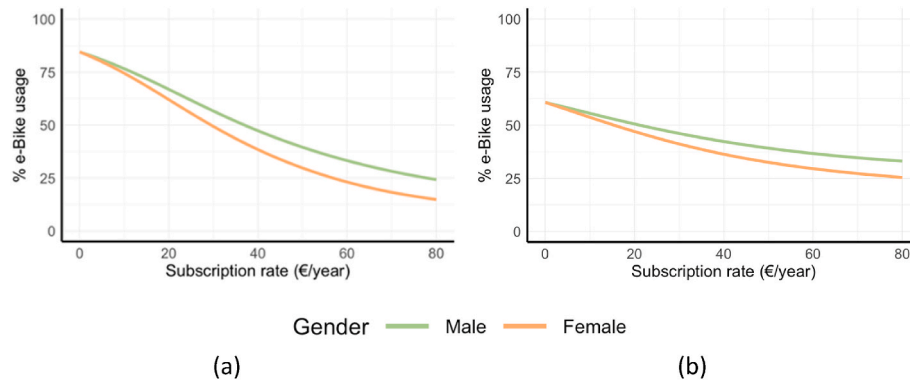 100
75
50
25
0
% e-Bike usage
0 20 40 60 80
Subscription rate (€/year)
100
75
50
25
0
% e-Bike usage
0 20 40 60 80
Subscription rate (€/year)
Gender Male Female
(a) (b)